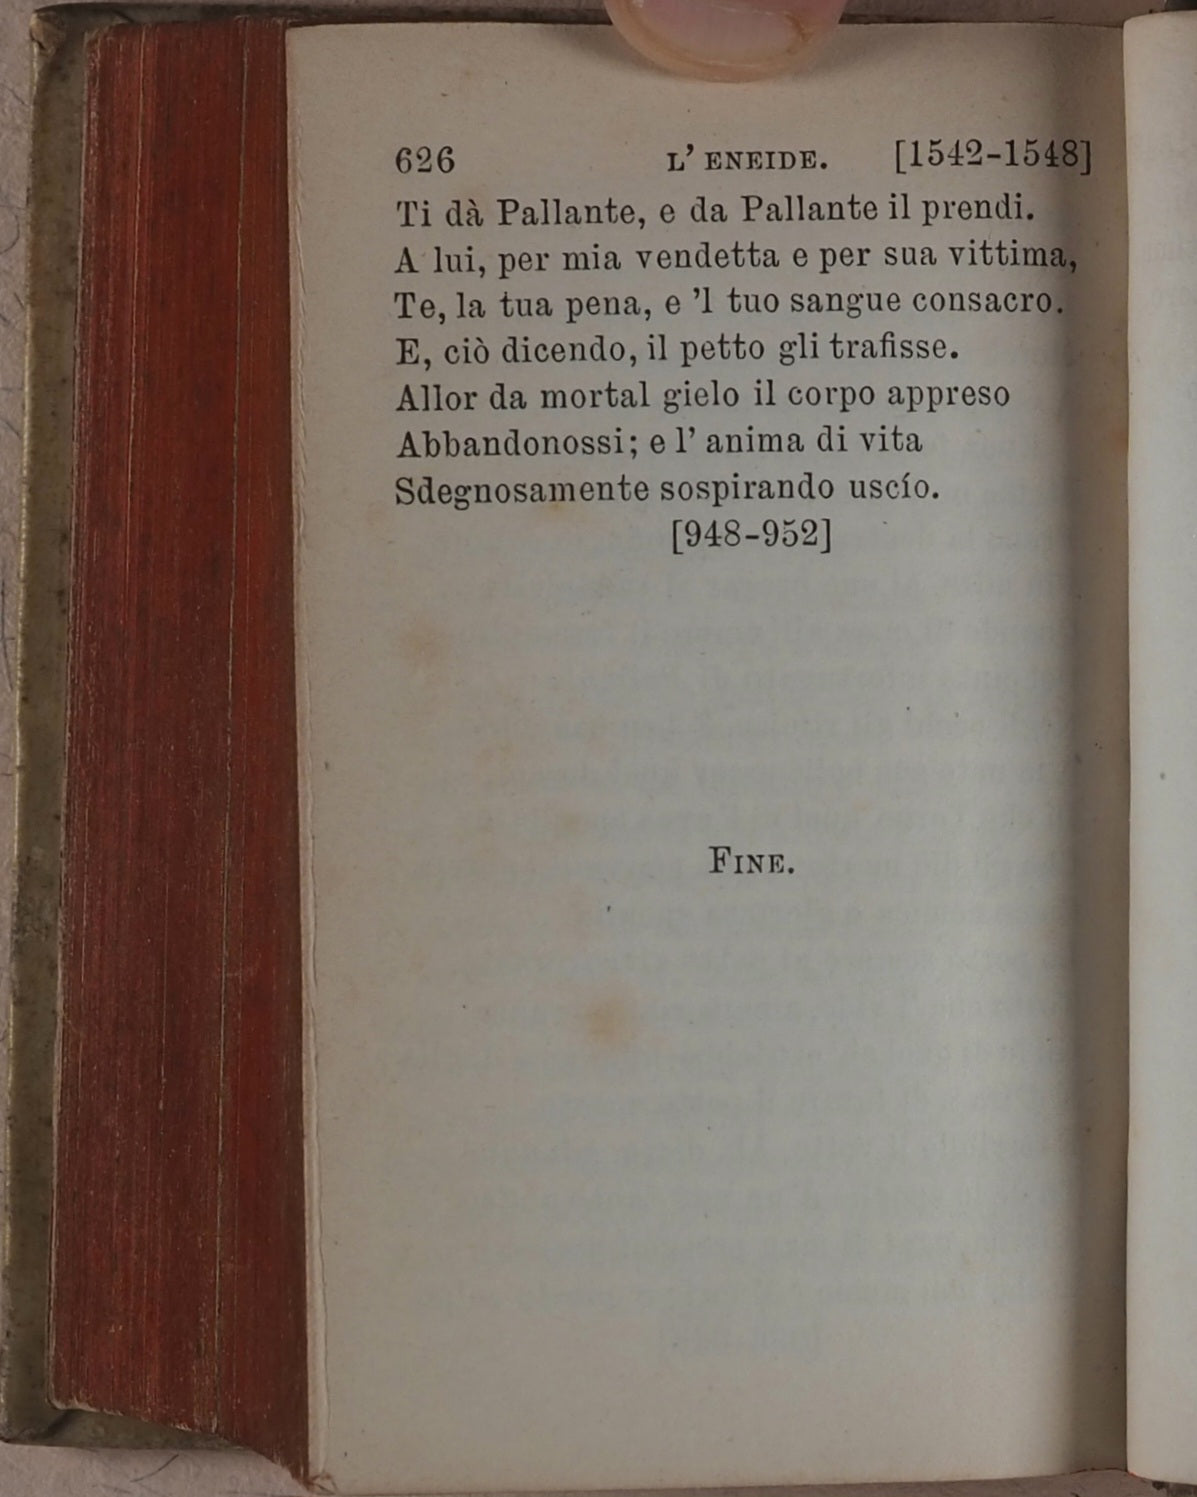 626 L' ENEIDE. [1542-1548]
Ti dà Pallante, e da Pallante il prendi.
A lui, per mia vendetta e per sua vittima,
Te, la tua pena, e 'l tuo sangue consacro.
E, ciò dicendo, il petto gli trafisse.
Allor da mortal gielo il corpo appreso
Abbandonossi; e l' anima di vita
Sdegnosamente sospirando uscío.
[948-952]
FINE.